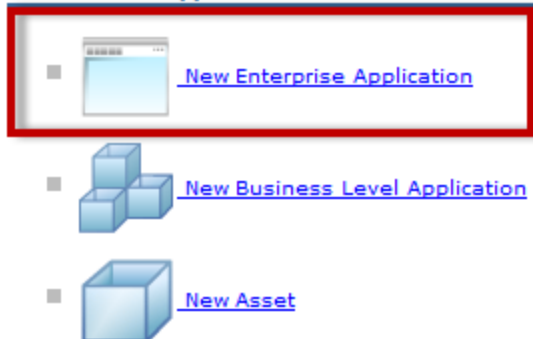 New Enterprise Application
New Business Level Application
New Asset